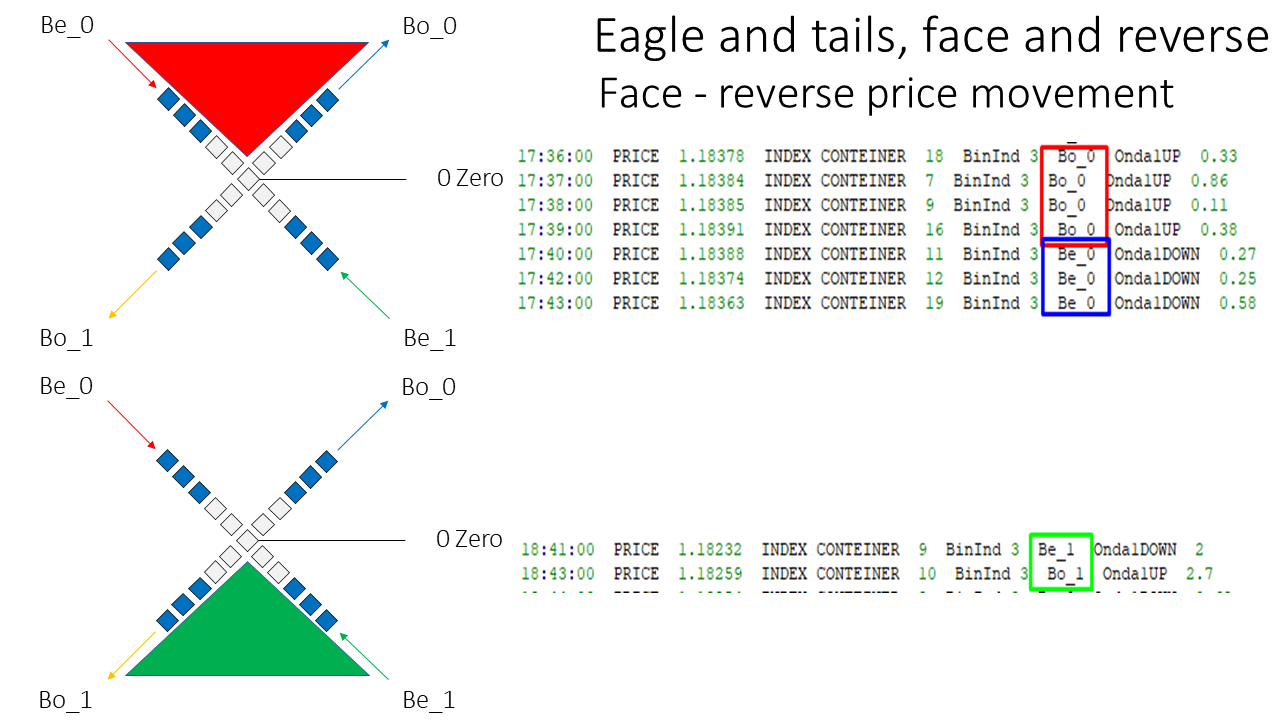 Eagle and tails, face and reverse
Face - reverse price movement
Be_0
Bo_0
0 Zero
Bo_1
Be_1
17:36:00 PRICE 1.18378 INDEX CONTEINER 18 BinInd 3 Bo_0 OndalUP 0.33
17:37:00 PRICE 1.18384 INDEX CONTEINER 7 BinInd 3 Bo_0 OndalUP 0.86
17:38:00 PRICE 1.18385 INDEX CONTEINER 9 BinInd 3 Bo_0 OndalUP 0.11
17:39:00 PRICE 1.18391 INDEX CONTEINER 16 BinInd 3 Bo_0 OndalUP 0.38
17:40:00 PRICE 1.18388 INDEX CONTEINER 11 BinInd 3 Be_0 OndalDOWN 0.27
17:42:00 PRICE 1.18374 INDEX CONTEINER 12 BinInd 3 Be_0 OndalDOWN 0.25
17:43:00 PRICE 1.18363 INDEX CONTEINER 19 BinInd 3 Be_0 OndalDOWN 0.58
Be_0
Bo_0
0 Zero
Bo_1
Be_1
18:41:00 PRICE 1.18232 INDEX CONTEINER 9 BinInd 3 Be_1 OndalDOWN 2
18:43:00 PRICE 1.18259 INDEX CONTEINER 10 BinInd 3 Bo_1 OndalUP 2.7